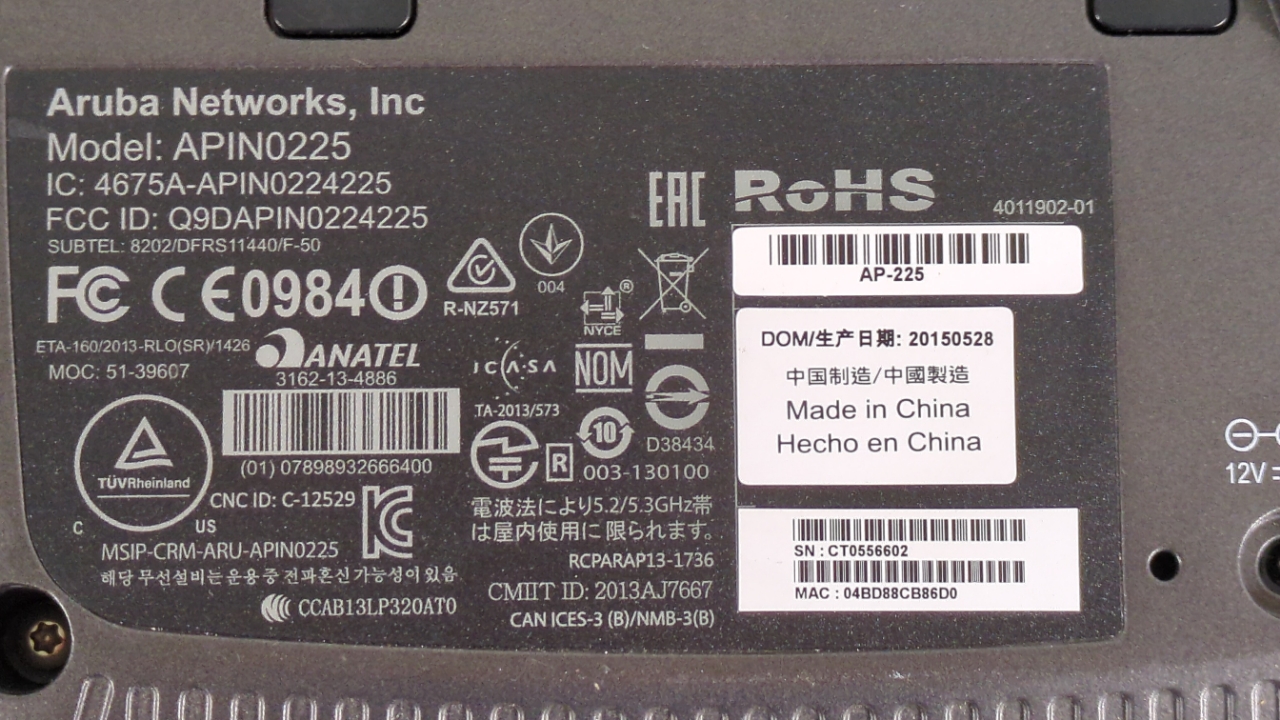 Aruba Networks, Inc
Model: APIN0225
IC: 4675A-APIN0224225
FCC ID: Q9DAPIN0224225
SUBTEL: 8202/DFRS11440/F-50
FC CE0984
R-NZ571
004
NYCE ®
EAC RoHS
4011902-01
AP-225
ETA-160/2013-RLO(SR)/1426
MOC: 51-39607
ANATEL
3162-13-4886
(01) 07898932666400
ICASA
TA-2013/573
NOM
10
D38434
R 003-130100
DOM/生产日期: 20150528
中国制造/中國製造
Made in China
Hecho en China
TÜVRheinland
C US
CNC ID: C-12529
MSIP-CRM-ARU-APIN0225
해당 무선설비는 운용 중 전파혼신 가능성이 있음
CCAB13LP320AT0
電波法により5.2/5.3GHz帯
は屋内使用に限られます。
RCPARAP13-1736
CMIIT ID: 2013AJ7667
CAN ICES-3 (B)/NMB-3(B)
SN : CT0556602
MAC : 04BD88CB86D0
12V